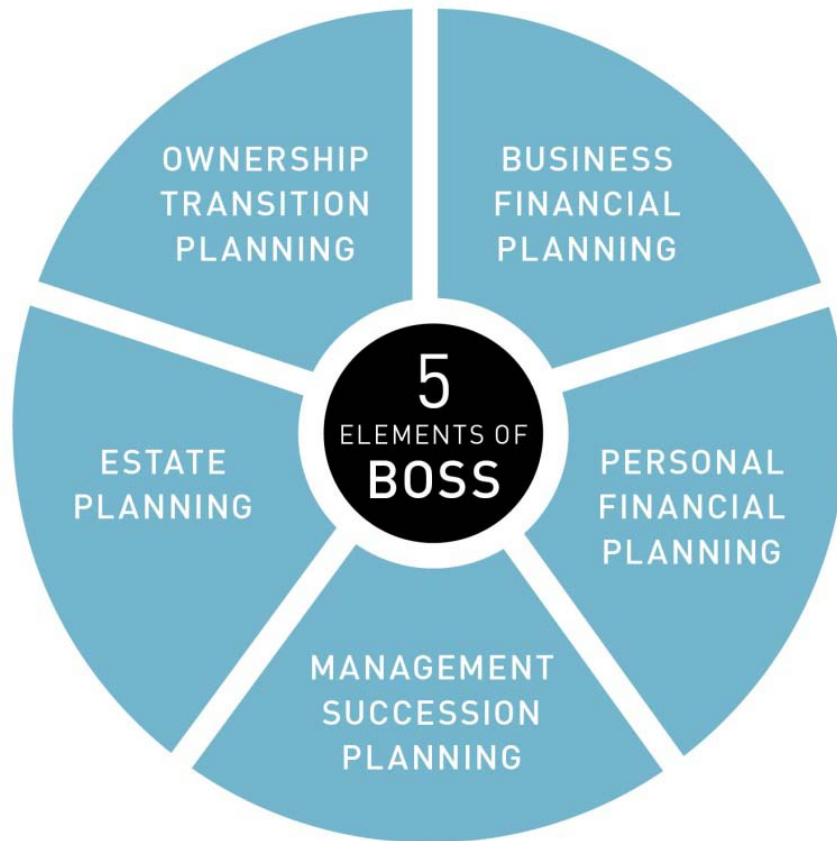 OWNERSHIP
TRANSITION
PLANNING
BUSINESS
FINANCIAL
PLANNING
5
ELEMENTS OF
BOSS
ESTATE
PLANNING
PERSONAL
FINANCIAL
PLANNING
MANAGEMENT
SUCCESSION
PLANNING